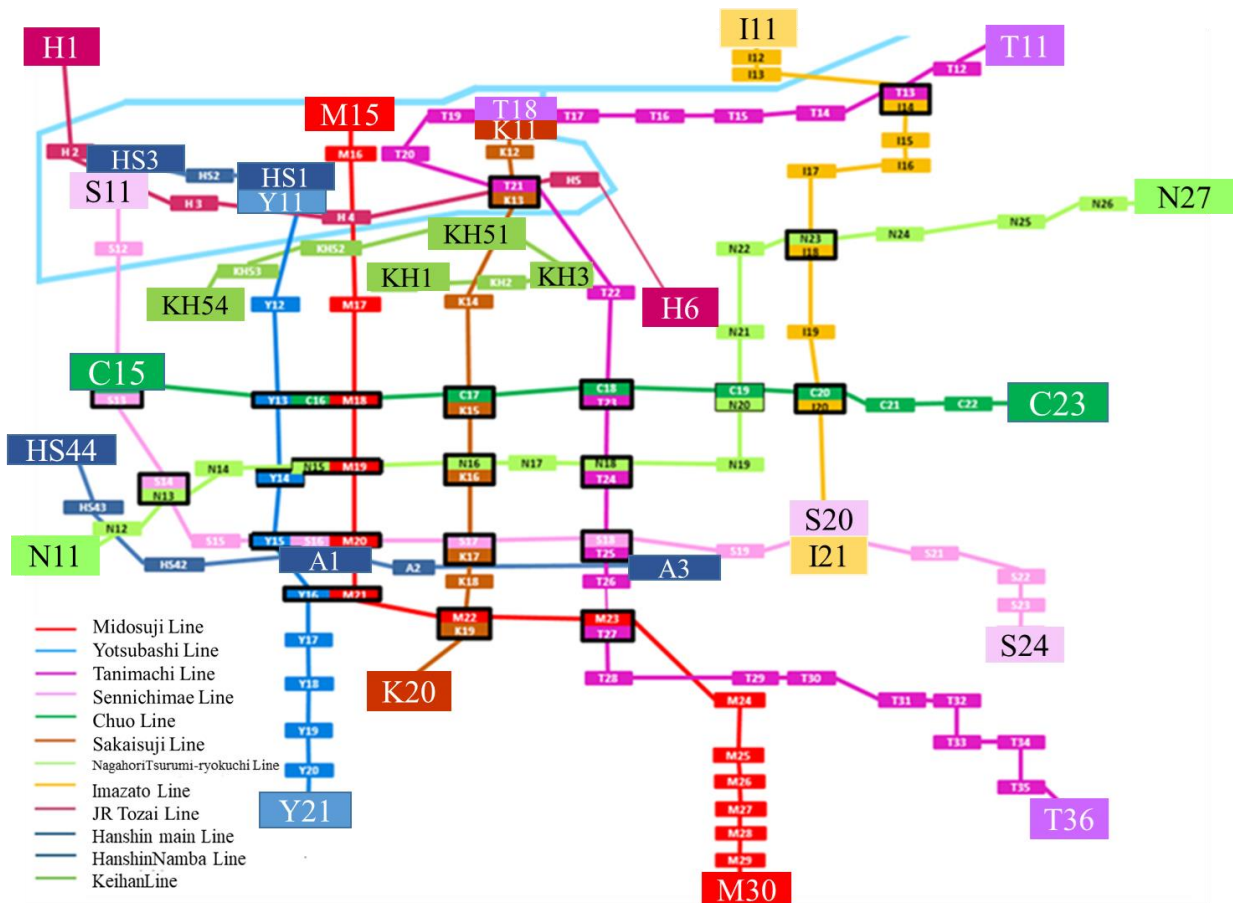 H1
I11
T11
I12
I13
T12
T13
I14
M15
T18
K11
T19
T17
T16
T15
T14
H 2
HS3
HS2
HS1
M16
T20
K12
I15
I16
I17
S11
Y11
T21
K13
H5
H 3
H 4
N27
N26
N25
N24
N23
I18
N22
S12
KH52
KH51
KH53
KH1
KH2
KH3
KH54
T22
Y12
M17
K14
H6
N21
I19
C15
S13
Y13
C16
M18
C17
K15
C18
T23
C19
N20
C20
I20
C21
C22
C23
HS44
N14
N15
M19
Y14
N16
K16
N17
N18
T24
N19
S14
N13
HS43
N12
N11
S15
Y15
S16
M20
S17
K17
S18
T25
S19
S20
I21
S21
HS42
A1
A2
A3
S22
S23
S24
K18
T26
Y16
M21
M22
K19
M23
T27
Y17
K20
T28
T29
T30
Y18
M24
T31
T32
T33
T34
T35
T36
Y19
Y20
Y21
M25
M26
M27
M28
M29
M30
Midosuji Line
Yotsubashi Line
Tanimachi Line
Sennichimae Line
Chuo Line
Sakaisuji Line
NagahoriTsurumi-ryokuchi Line
Imazato Line
JR Tozai Line
Hanshin main Line
HanshinNamba Line
KeihanLine